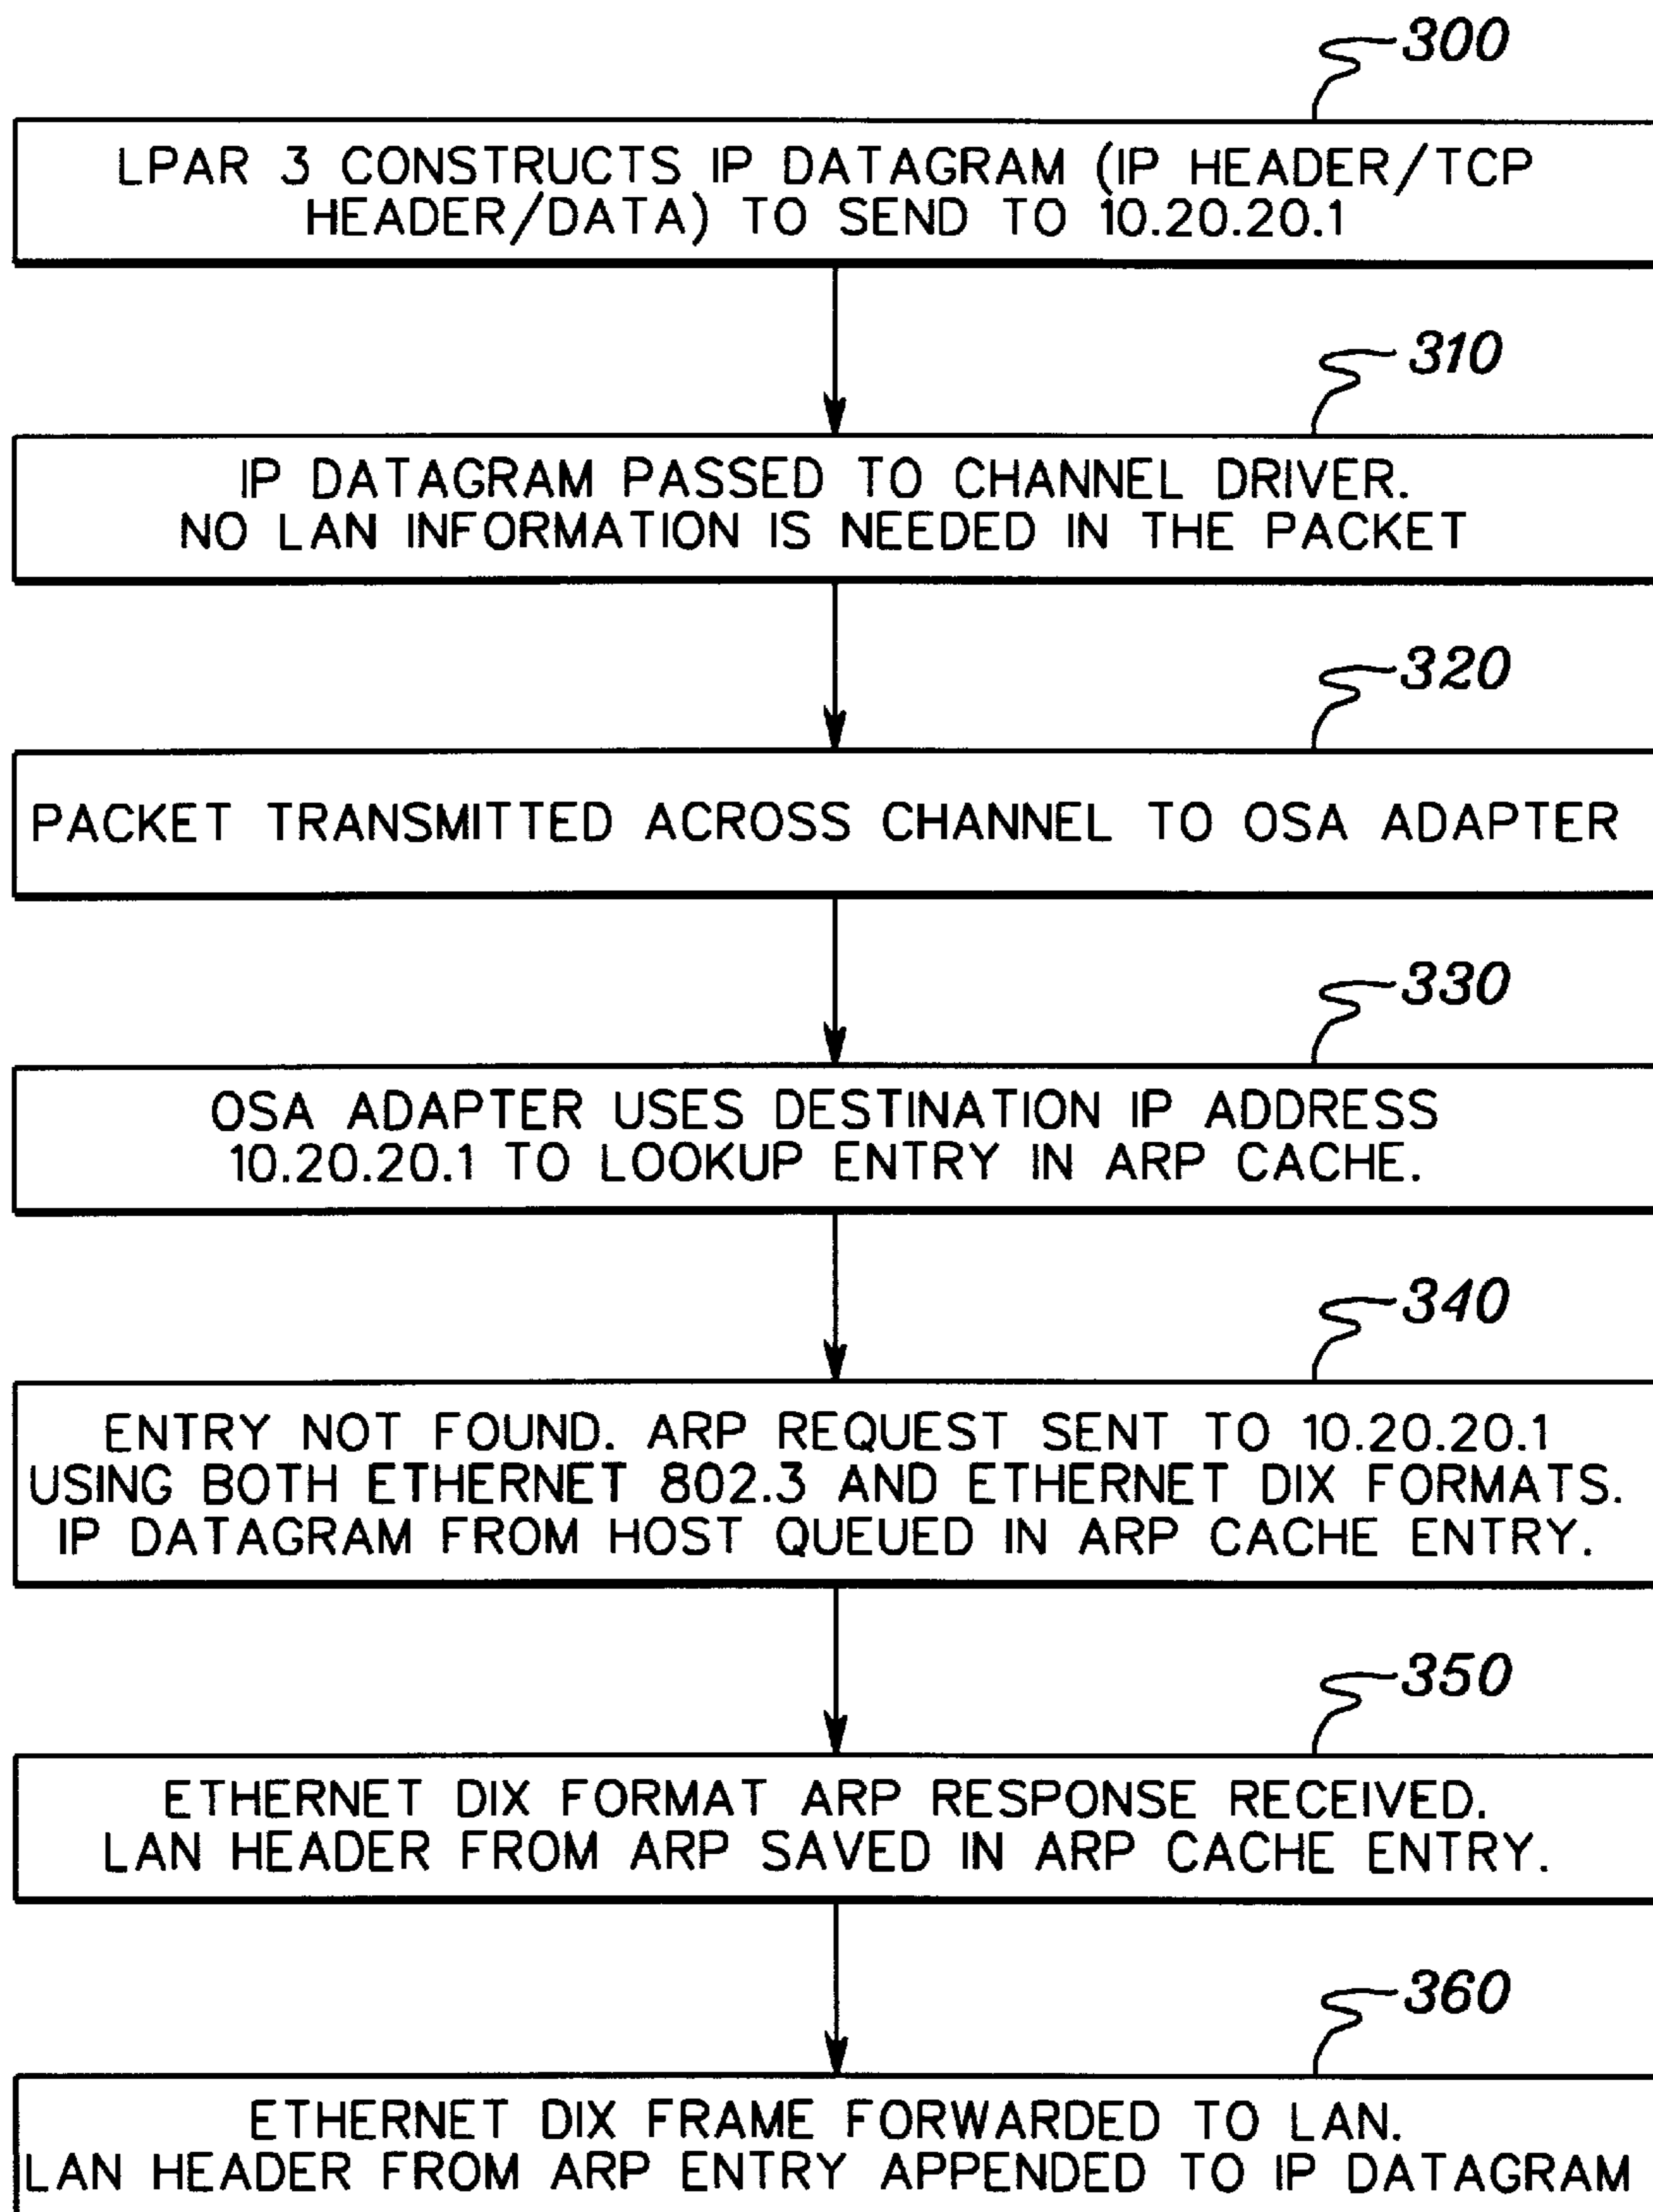 300
LPAR 3 CONSTRUCTS IP DATAGRAM (IP HEADER/TCP
HEADER/DATA) TO SEND TO 10.20.20.1
310
IP DATAGRAM PASSED TO CHANNEL DRIVER.
NO LAN INFORMATION IS NEEDED IN THE PACKET
320
PACKET TRANSMITTED ACROSS CHANNEL TO OSA ADAPTER
330
OSA ADAPTER USES DESTINATION IP ADDRESS
10.20.20.1 TO LOOKUP ENTRY IN ARP CACHE.
340
ENTRY NOT FOUND. ARP REQUEST SENT TO 10.20.20.1
USING BOTH ETHERNET 802.3 AND ETHERNET DIX FORMATS.
IP DATAGRAM FROM HOST QUEUED IN ARP CACHE ENTRY.
350
ETHERNET DIX FORMAT ARP RESPONSE RECEIVED.
LAN HEADER FROM ARP SAVED IN ARP CACHE ENTRY.
360
ETHERNET DIX FRAME FORWARDED TO LAN.
LAN HEADER FROM ARP ENTRY APPENDED TO IP DATAGRAM